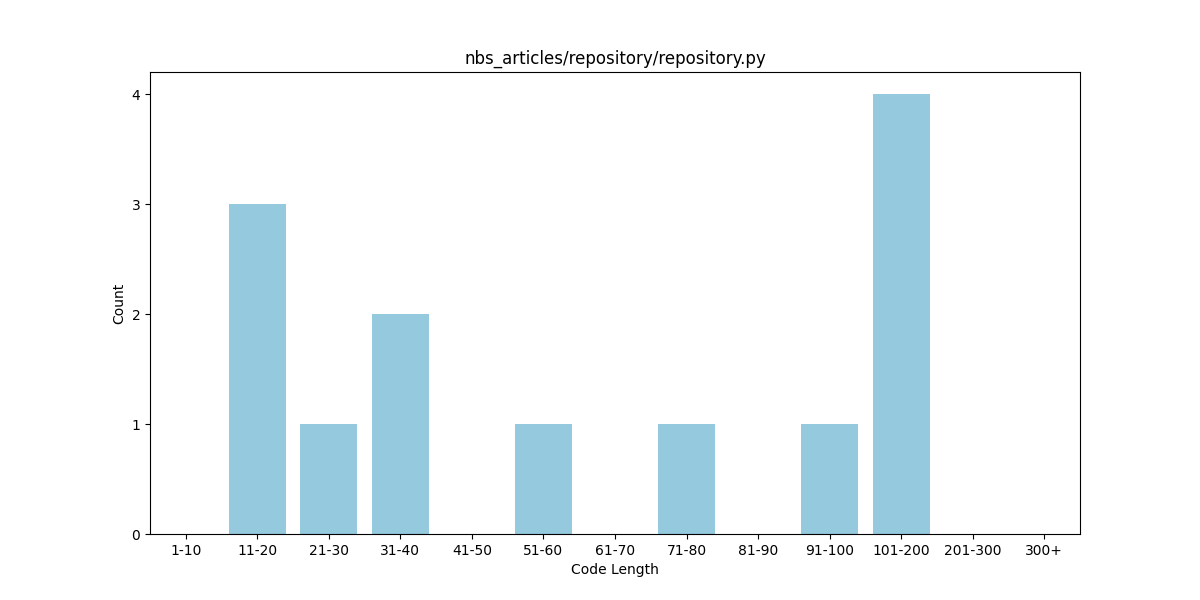 nbs_articles/repository/repository.py
4
3
2
1
0
Count
1-10 11-20 21-30 31-40 41-50 51-60 61-70 71-80 81-90 91-100 101-200 201-300 300+
Code Length